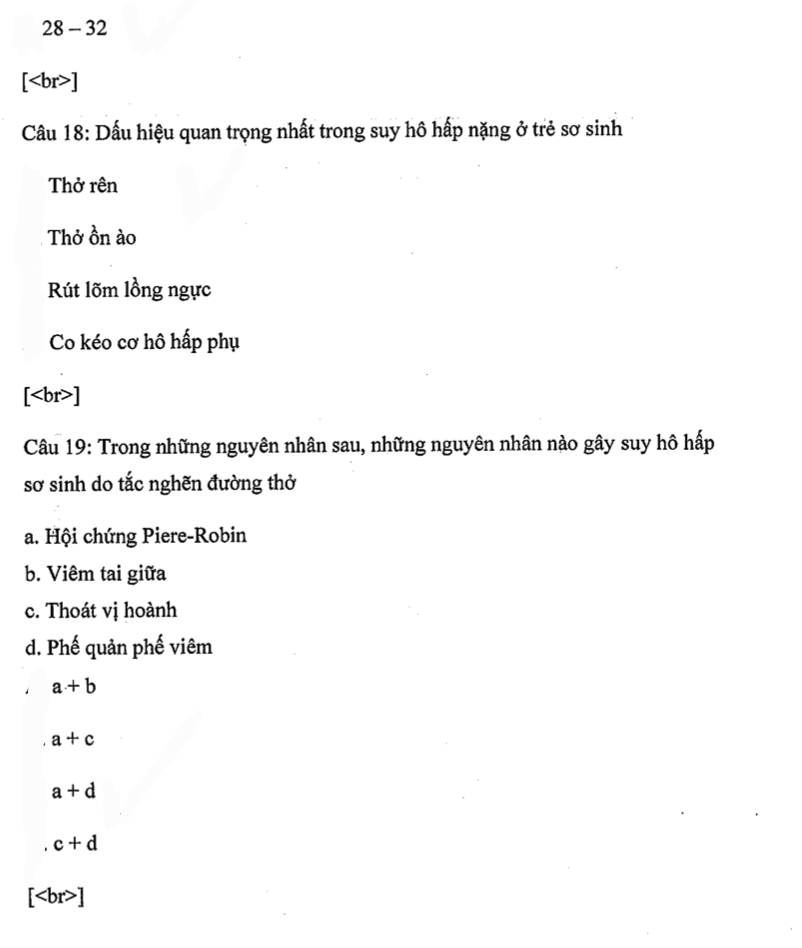 28 – 32
[<br>]
Câu 18: Dấu hiệu quan trọng nhất trong suy hô hấp nặng ở trẻ sơ sinh
Thở rên
Thở ồn ào
Rút lõm lồng ngực
Co kéo cơ hô hấp phụ
[<br>]
Câu 19: Trong những nguyên nhân sau, những nguyên nhân nào gây suy hô hấp
sơ sinh do tắc nghẽn đường thở
a. Hội chứng Piere-Robin
b. Viêm tai giữa
c. Thoát vị hoành
d. Phế quản phế viêm
a + b
a + c
a + d
c + d
[<br>]